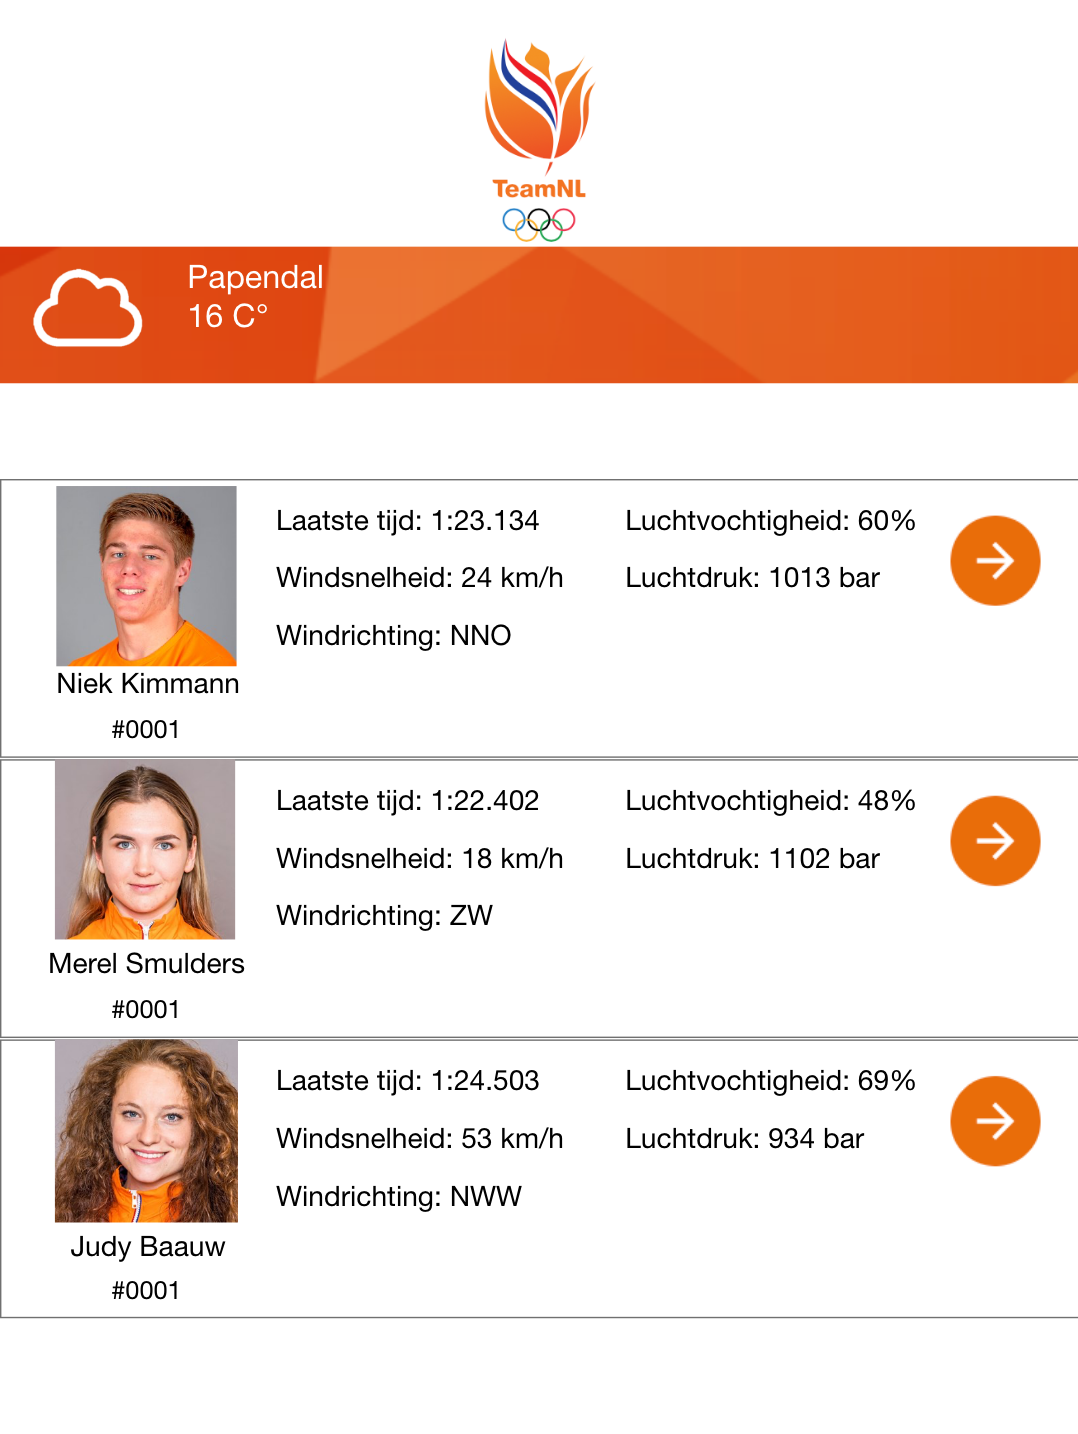 TeamNL
Papendal
16 C°
Laatste tijd: 1:23.134
Luchtvochtigheid: 60%
Windsnelheid: 24 km/h
Luchtdruk: 1013 bar
Windrichting: NNO
Niek Kimmann
#0001
Laatste tijd: 1:22.402
Luchtvochtigheid: 48%
Windsnelheid: 18 km/h
Luchtdruk: 1102 bar
Windrichting: ZW
Merel Smulders
#0001
Laatste tijd: 1:24.503
Luchtvochtigheid: 69%
Windsnelheid: 53 km/h
Luchtdruk: 934 bar
Windrichting: NWW
Judy Baauw
#0001